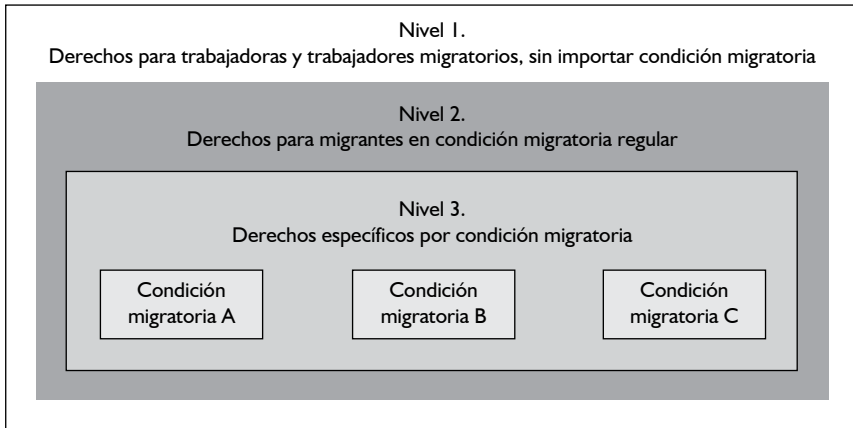 Nivel 1.
Derechos para trabajadoras y trabajadores migratorios, sin importar condición migratoria
Nivel 2.
Derechos para migrantes en condición migratoria regular
Nivel 3.
Derechos específicos por condición migratoria
Condición
migratoria A
Condición
migratoria B
Condición
migratoria C